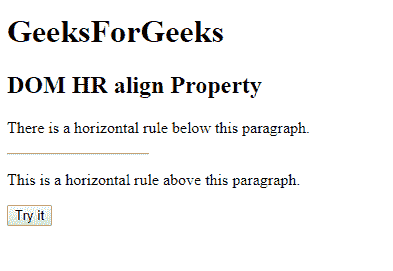 GeeksForGeeks
DOM HR align Property
There is a horizontal rule below this paragraph.
This is a horizontal rule above this paragraph.
Try it